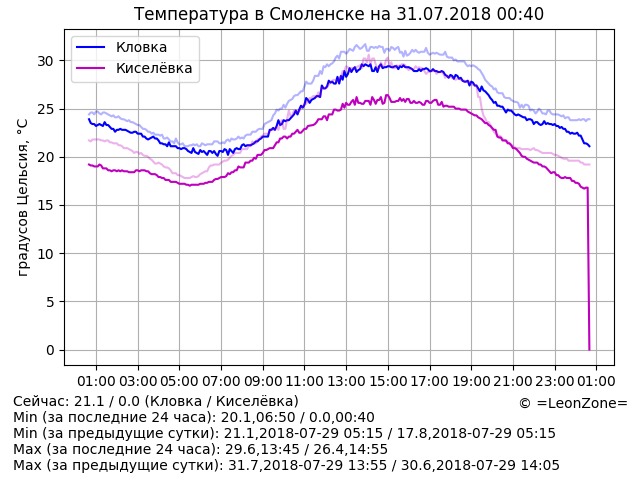 Температура в Смоленске на 31.07.2018 00:40
Кловка
Киселёвка
градусов Цельсия, °C
30
25
20
15
10
5
0
01:00 03:00 05:00 07:00 09:00 11:00 13:00 15:00 17:00 19:00 21:00 23:00 01:00
Сейчас: 21.1 / 0.0 (Кловка / Киселёвка)
© =LeonZone=
Min (за последние 24 часа): 20.1,06:50 / 0.0,00:40
Min (за предыдущие сутки): 21.1,2018-07-29 05:15 / 17.8,2018-07-29 05:15
Max (за последние 24 часа): 29.6,13:45 / 26.4,14:55
Max (за предыдущие сутки): 31.7,2018-07-29 13:55 / 30.6,2018-07-29 14:05